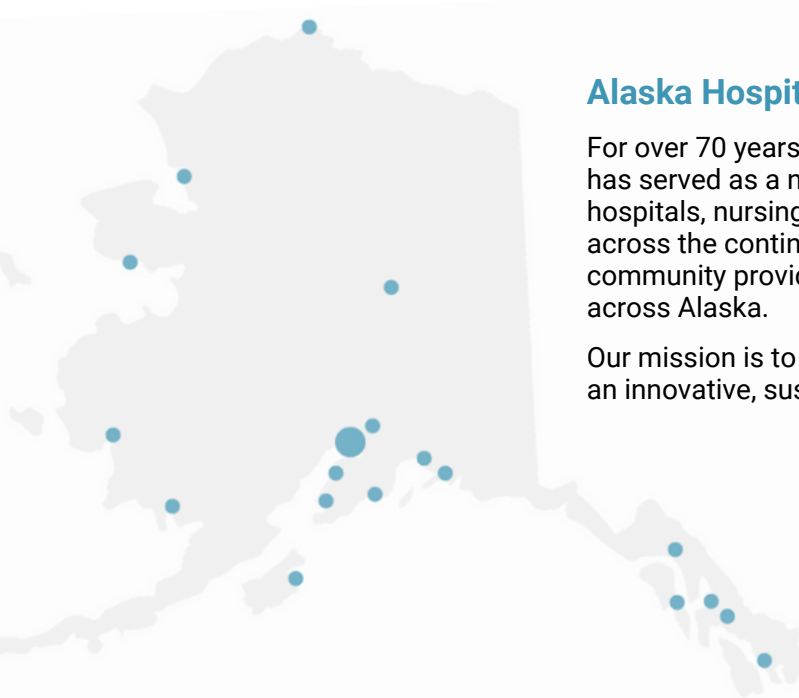 Alaska Hospit
For over 70 years
has served as a
hospitals, nursing
across the contin
community provi
across Alaska.
Our mission is to
an innovative, sus